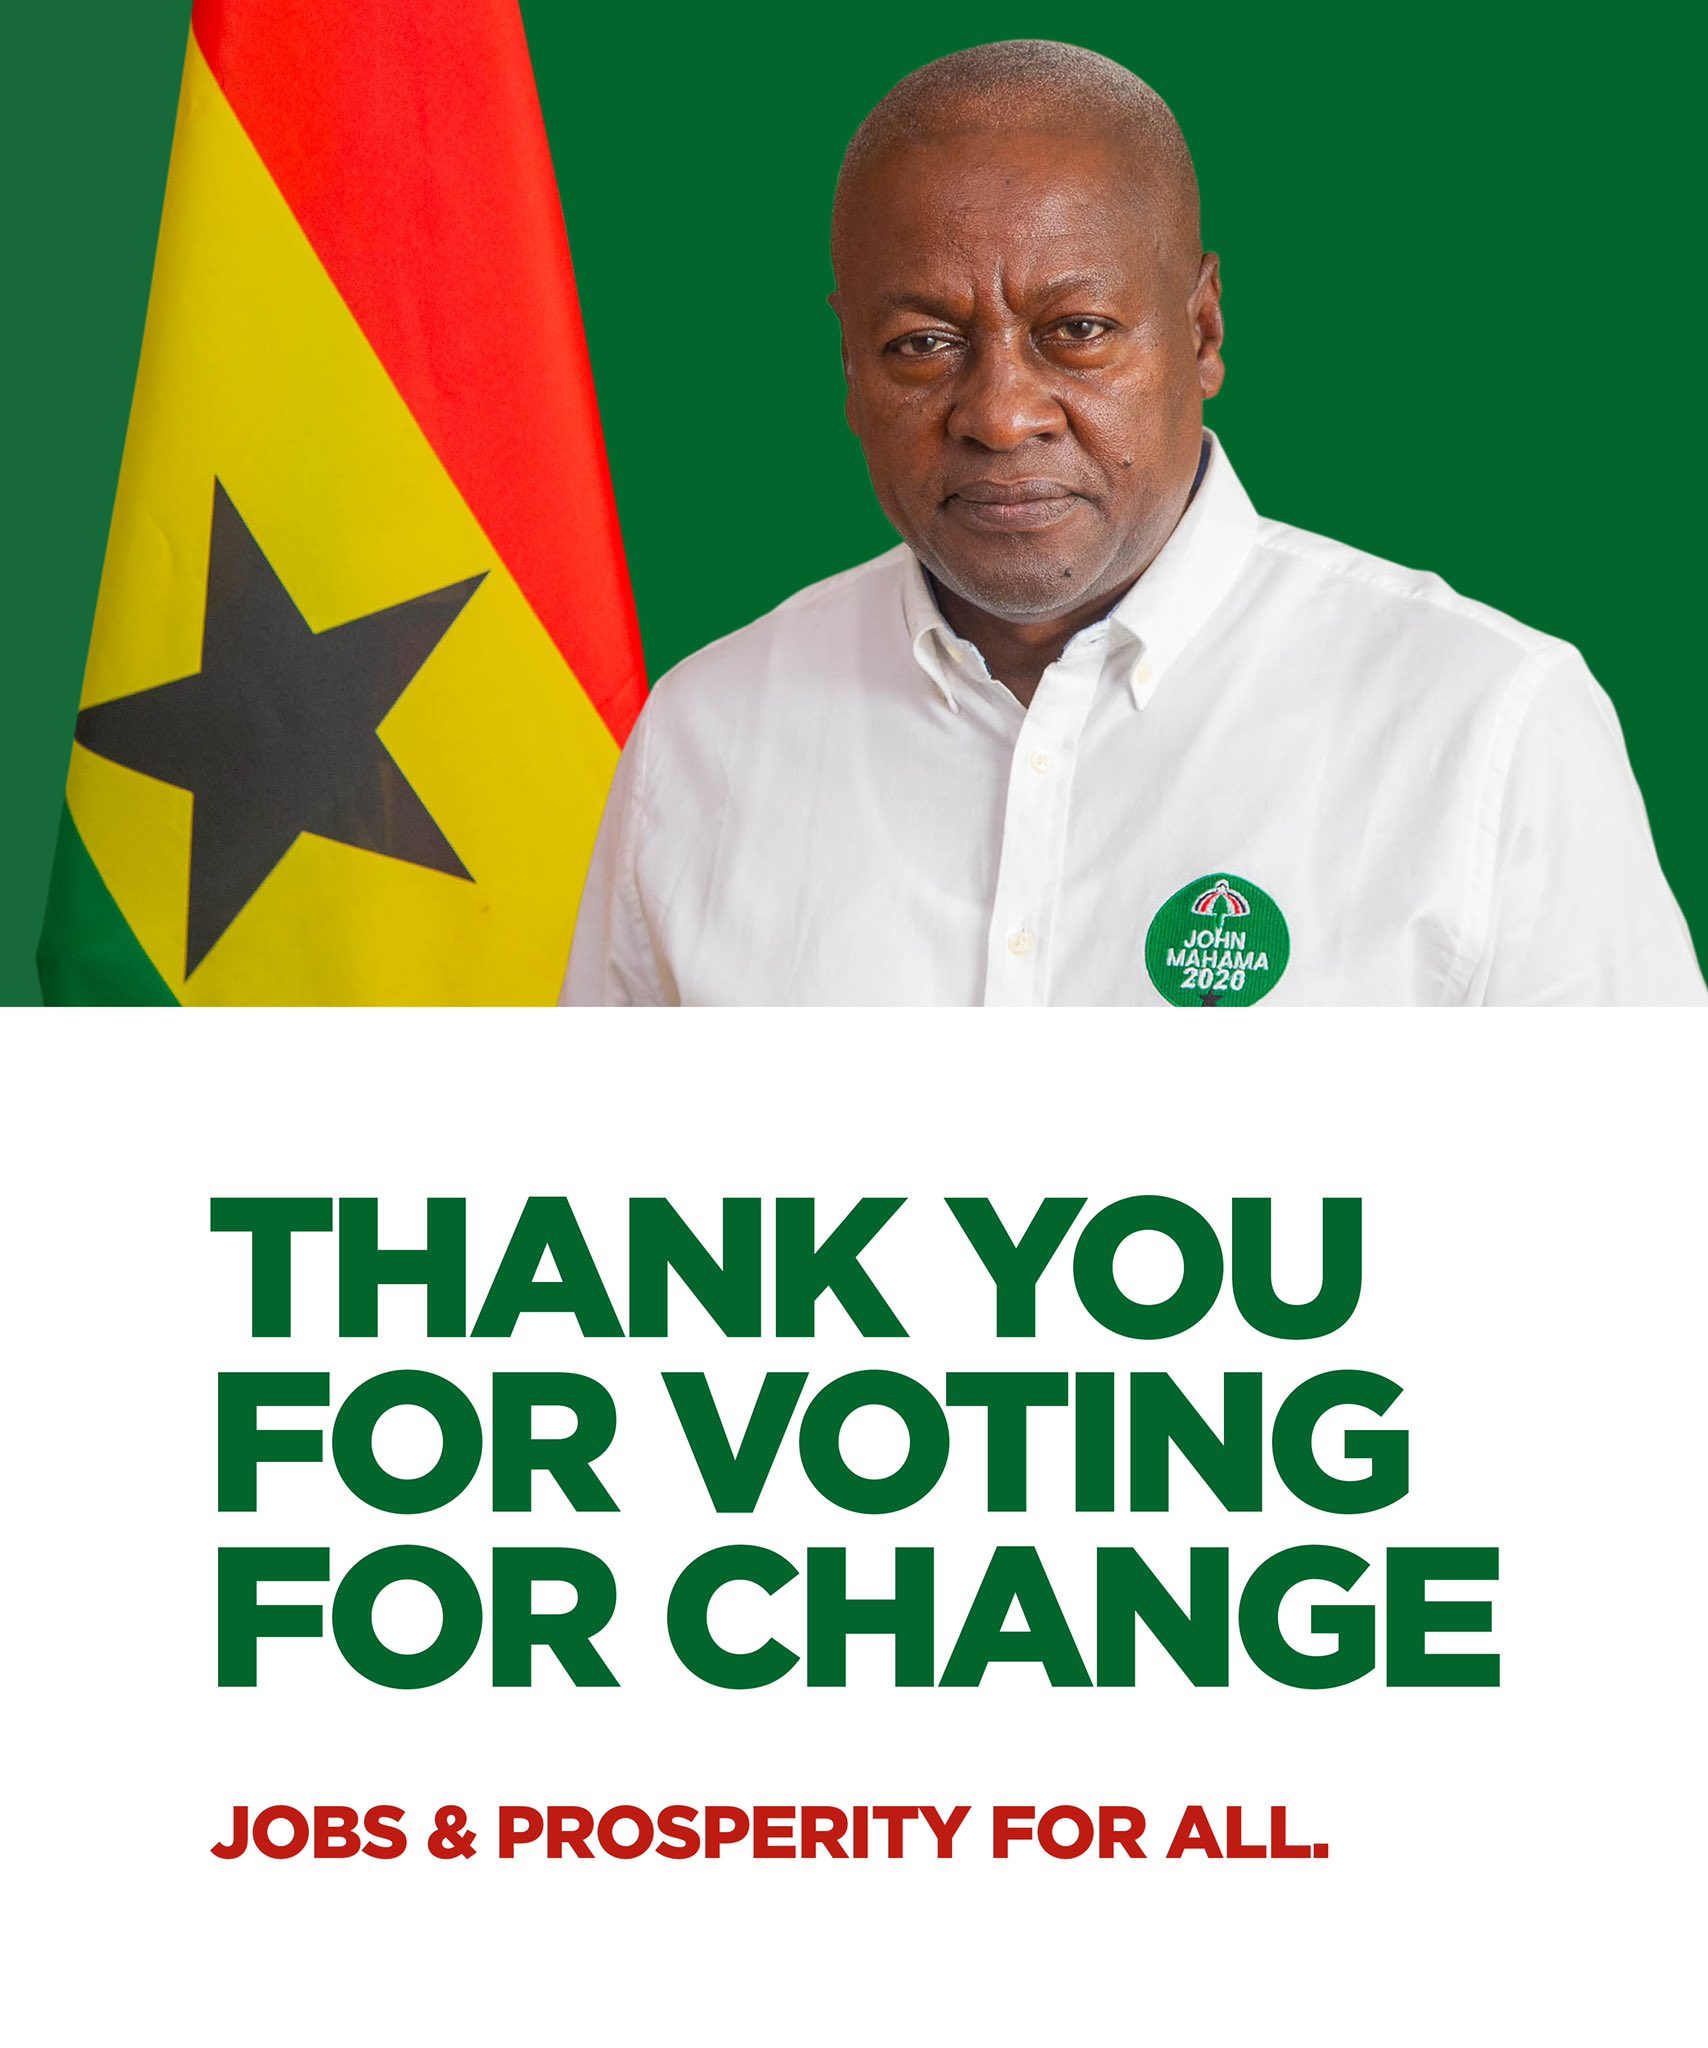 JOHN
MAHAMA
2020
THANK YOU
FOR VOTING
FOR CHANGE
JOBS & PROSPERITY FOR ALL.